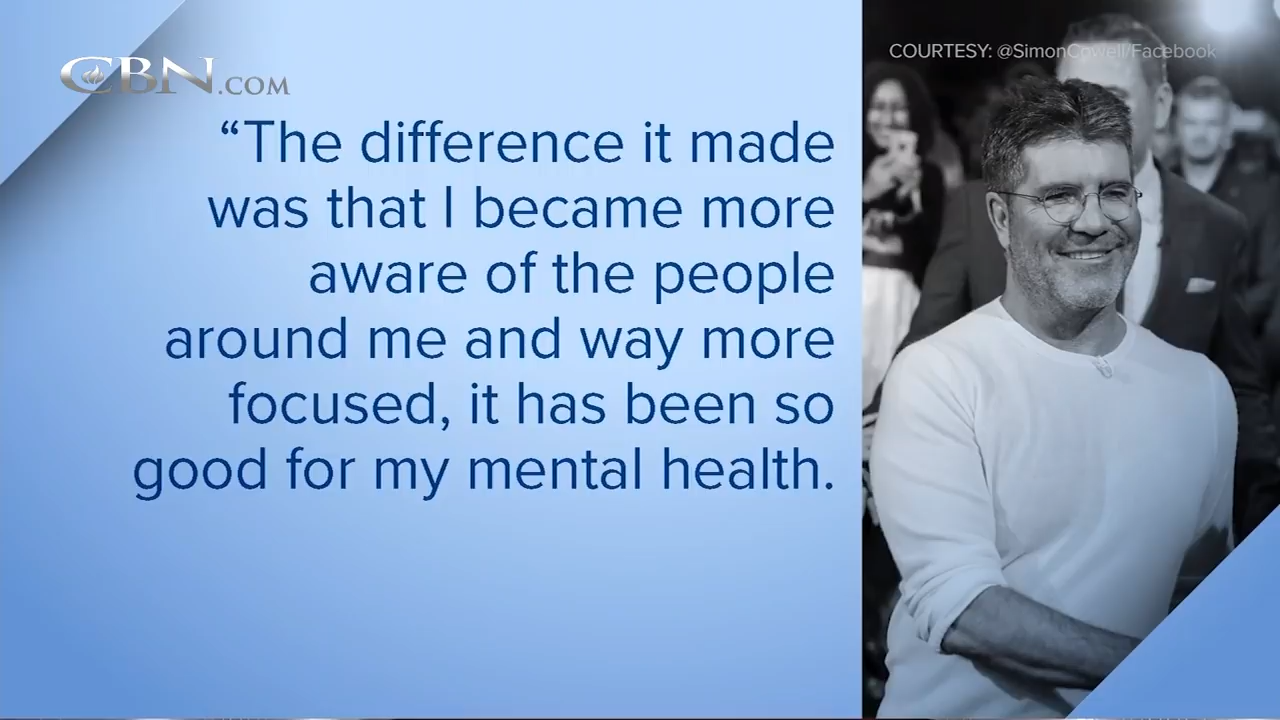 CBN.COM
COURTESY: @SimonCowell/Facebook
“The difference it made
was that I became more
aware of the people
around me and way more
focused, it has been so
good for my mental health.